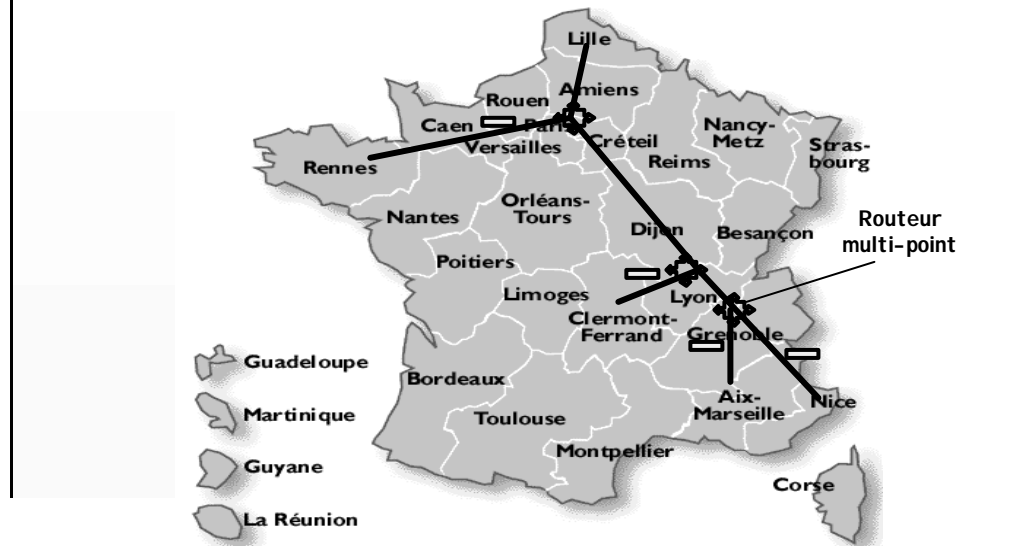 Lille
Amiens
Rouen
Caen
Paris
Versailles
Créteil
Reims
Nancy-
Metz
Stras-
bourg
Rennes
Nantes
Orléans-
Tours
Dijon
Besançon
Routeur
multi-point
Poitiers
Limoges
Lyon
Clermont-
Ferrand
Grenoble
Bordeaux
Toulouse
Montpellier
Aix-
Marseille
Nice
Corse
Guadeloupe
Martinique
Guyane
La Réunion